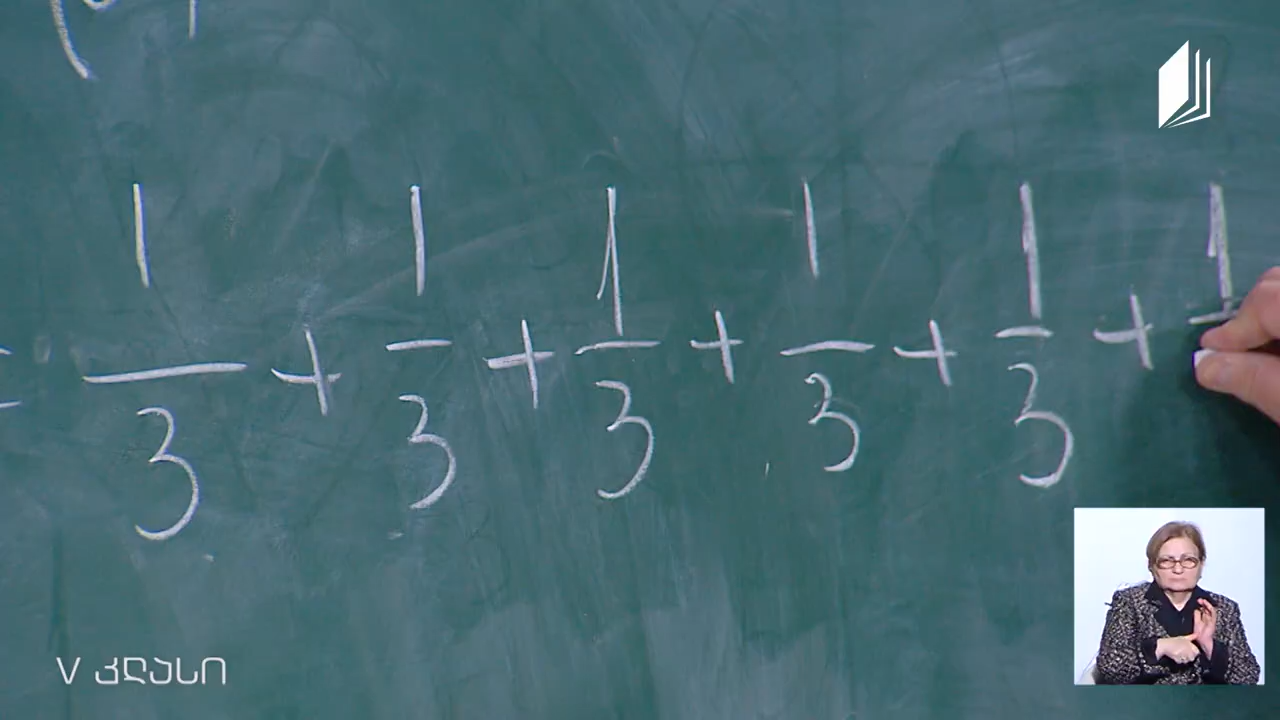 = 1/3 + 1/3 + 1/3 + 1/3 + 1/3 + 1
V ᲙᲚᲐᲡᲘ